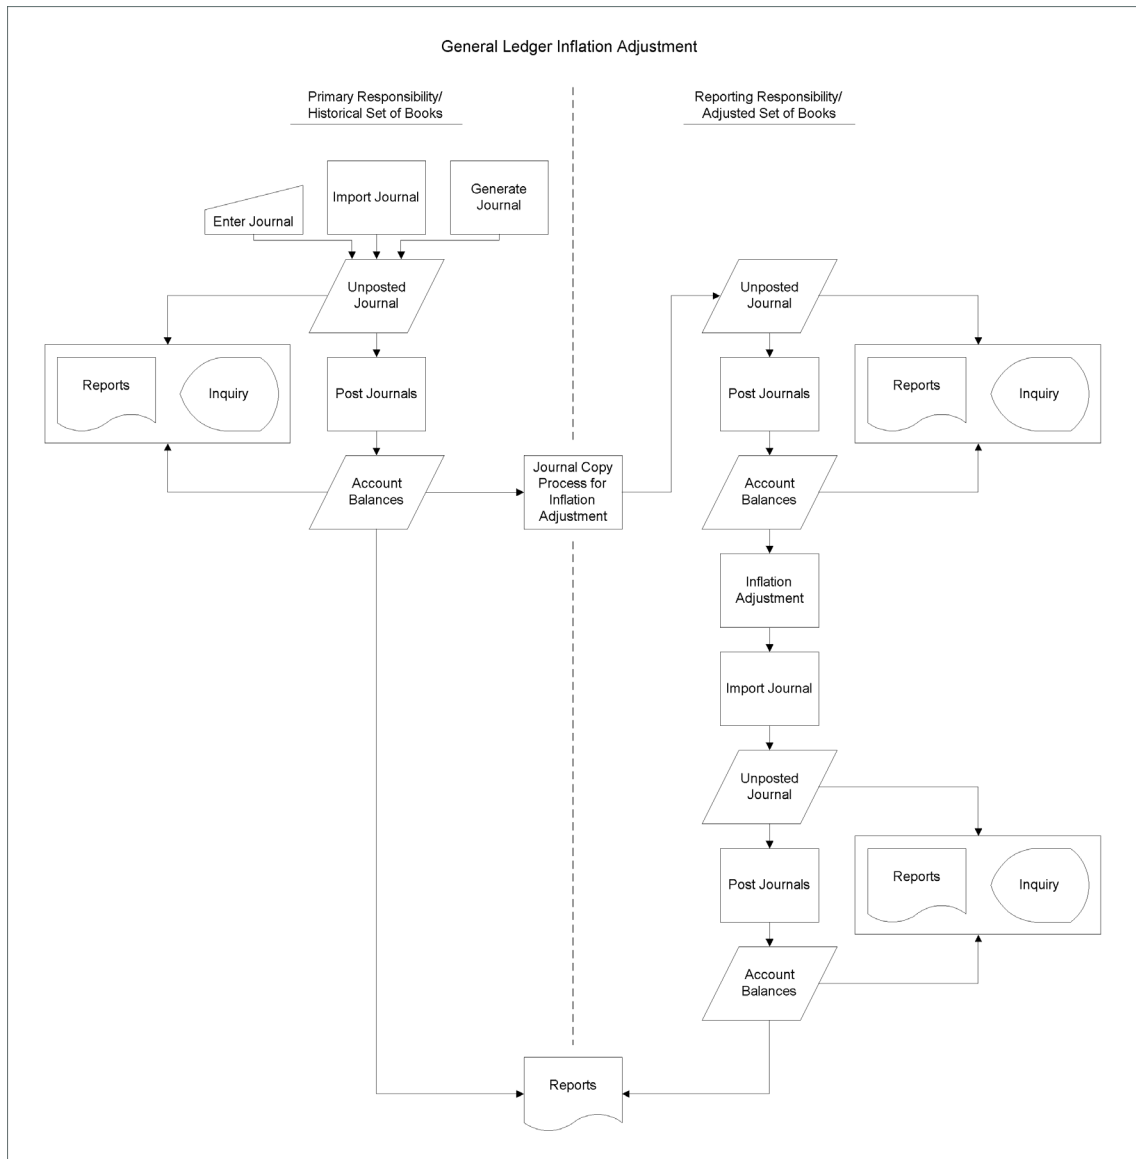 General Ledger Inflation Adjustment
Primary Responsibility/
Historical Set of Books
Reporting Responsibility/
Adjusted Set of Books
Enter Journal
Import Journal
Generate
Journal
Unposted
Journal
Reports
Inquiry
Post Journals
Account
Balances
Journal Copy
Process for
Inflation
Adjustment
Unposted
Journal
Post Journals
Reports
Inquiry
Account
Balances
Inflation
Adjustment
Import Journal
Unposted
Journal
Post Journals
Reports
Inquiry
Account
Balances
Reports